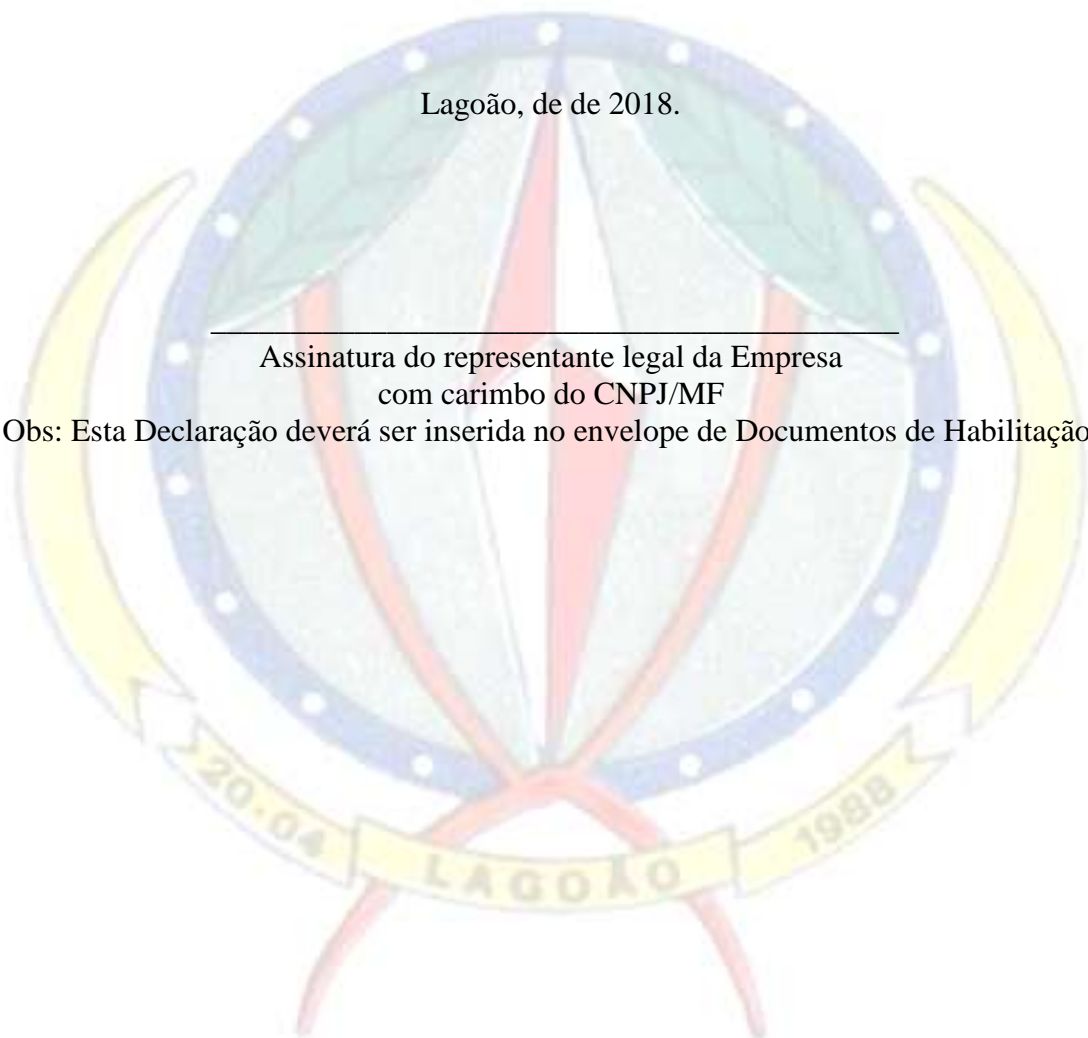 Lagoão, de de 2018.
___________________________________________
Assinatura do representante legal da Empresa
com carimbo do CNPJ/MF
Obs: Esta Declaração deverá ser inserida no envelope de Documentos de Habilitação
20.04 LAGOÃO 1988